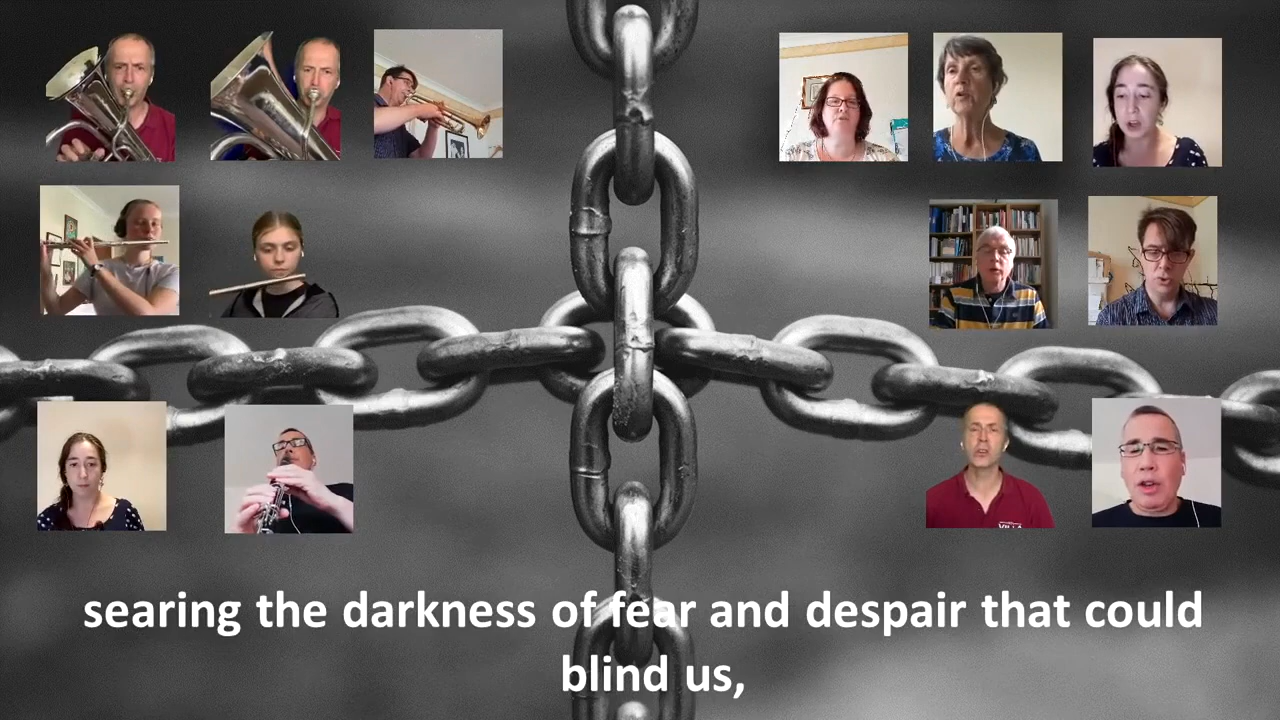 searing the darkness of fear and despair that could
blind us,